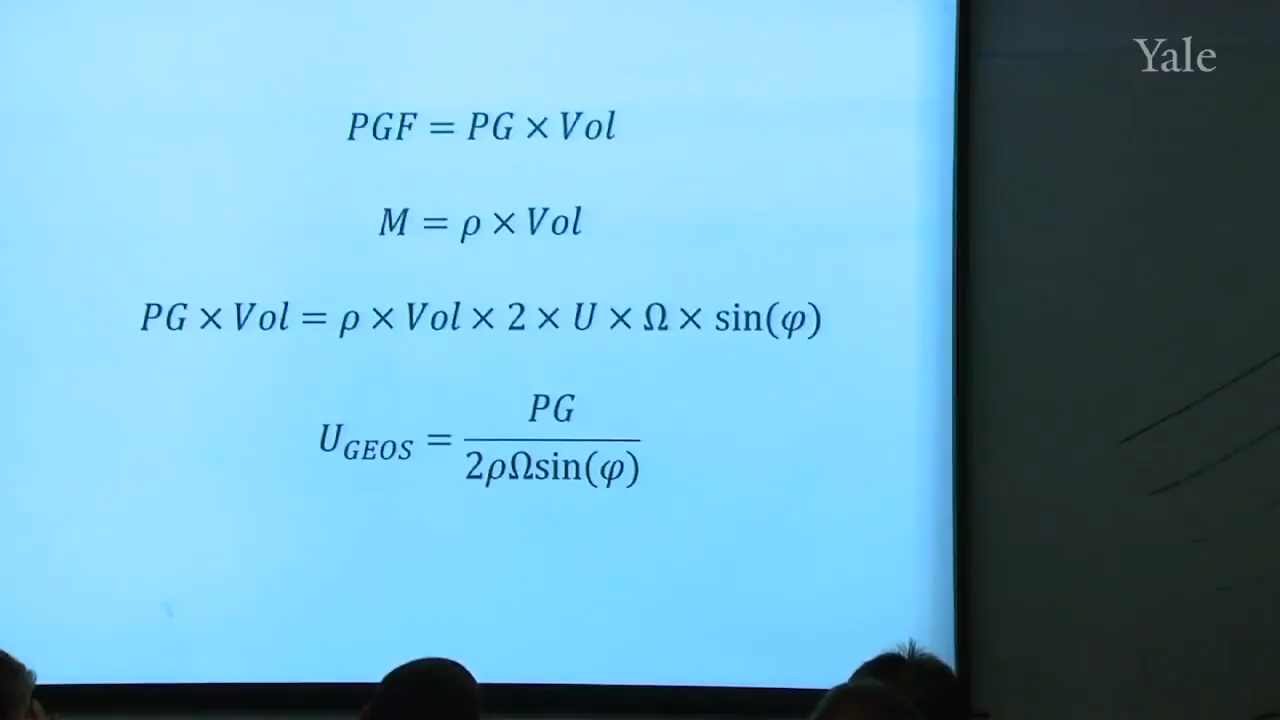 Yale
PGF = PG × Vol
M = ρ × Vol
PG × Vol = ρ × Vol × 2 × U × Ω × sin(φ)
U_GEOS = PG / 2ρΩsin(φ)